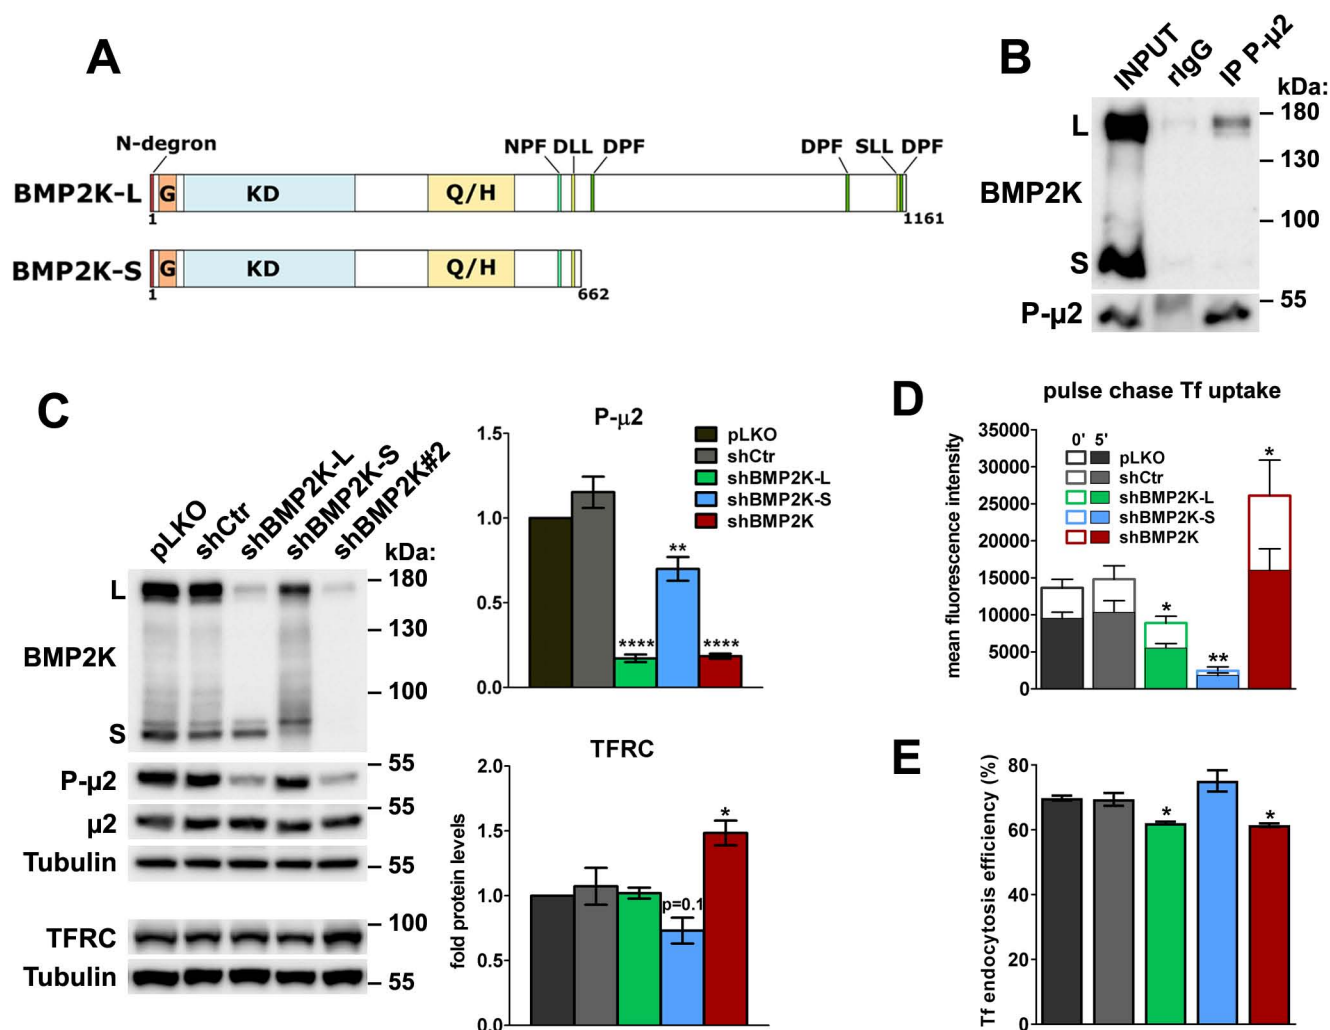 A
N-degron
NPF DLL DPF
DPF SLL DPF
BMP2K-L
G
KD
Q/H
1
1161
BMP2K-S
G
KD
Q/H
1
662
B
INPUT
rIgG
IP P-µ2
kDa:
L
180
130
BMP2K
100
S
55
P-µ2
C
pLKO
shCtr
shBMP2K-L
shBMP2K-S
shBMP2K#2
kDa:
L
180
130
BMP2K
100
S
55
P-µ2
55
µ2
Tubulin
55
100
TFRC
Tubulin
55
P-µ2
1.5
1.0
0.5
0.0
pLKO
shCtr
shBMP2K-L
shBMP2K-S
shBMP2K
****
**
****
TFRC
fold protein levels
2.0
1.5
1.0
0.5
0.0
p=0.1
*
D
pulse chase Tf uptake
mean fluorescence intensity
35000
30000
25000
20000
15000
10000
5000
0
0' 5'
pLKO
shCtr
shBMP2K-L
shBMP2K-S
shBMP2K
*
**
*
E
Tf endocytosis efficiency (%)
80
60
40
20
0
*
*